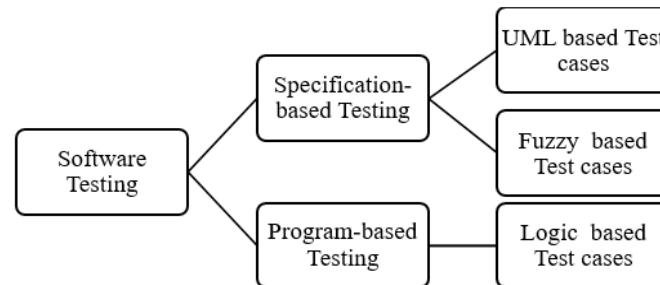 Software
Testing
Specification-
based Testing
Program-based
Testing
UML based Test
cases
Fuzzy based
Test cases
Logic based
Test cases